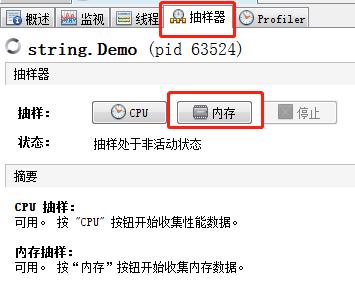 概述 监视 线程 抽样器 Profiler
string.Demo (pid 63524)
抽样器
抽样: CPU 内存 停止
状态: 抽样处于非活动状态
摘要
CPU 抽样:
可用。 按 "CPU" 按钮开始收集性能数据。
内存抽样:
可用。 按“内存”按钮开始收集内存数据。